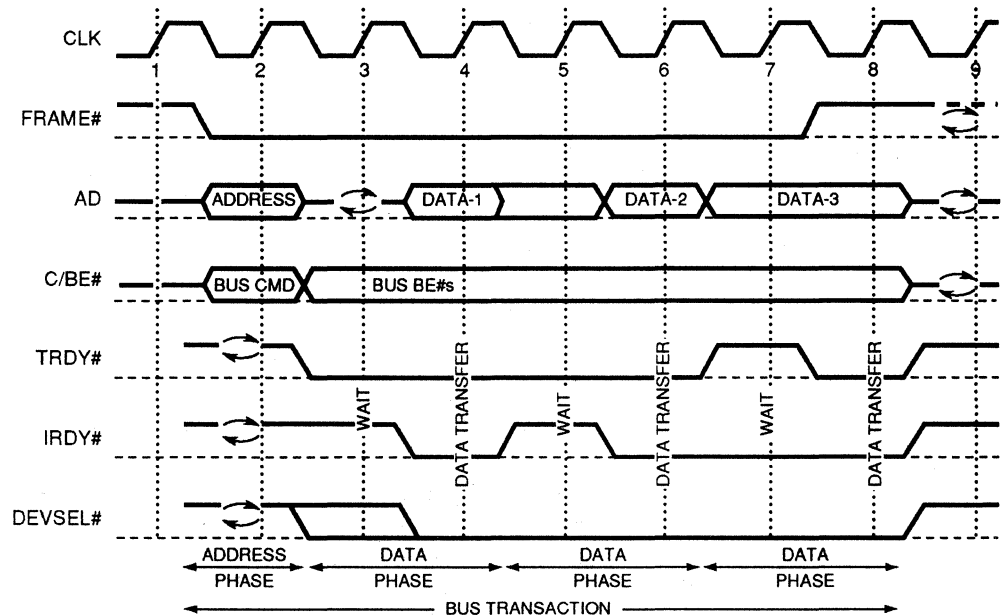 CLK
1 2 3 4 5 6 7 8 9
FRAME#
AD
ADDRESS
DATA-1
DATA-2
DATA-3
C/BE#
BUS CMD
BUS BE#s
TRDY#
IRDY#
WAIT
DATA TRANSFER
WAIT
DATA TRANSFER
WAIT
DATA TRANSFER
DEVSEL#
ADDRESS
PHASE
DATA
PHASE
DATA
PHASE
DATA
PHASE
BUS TRANSACTION